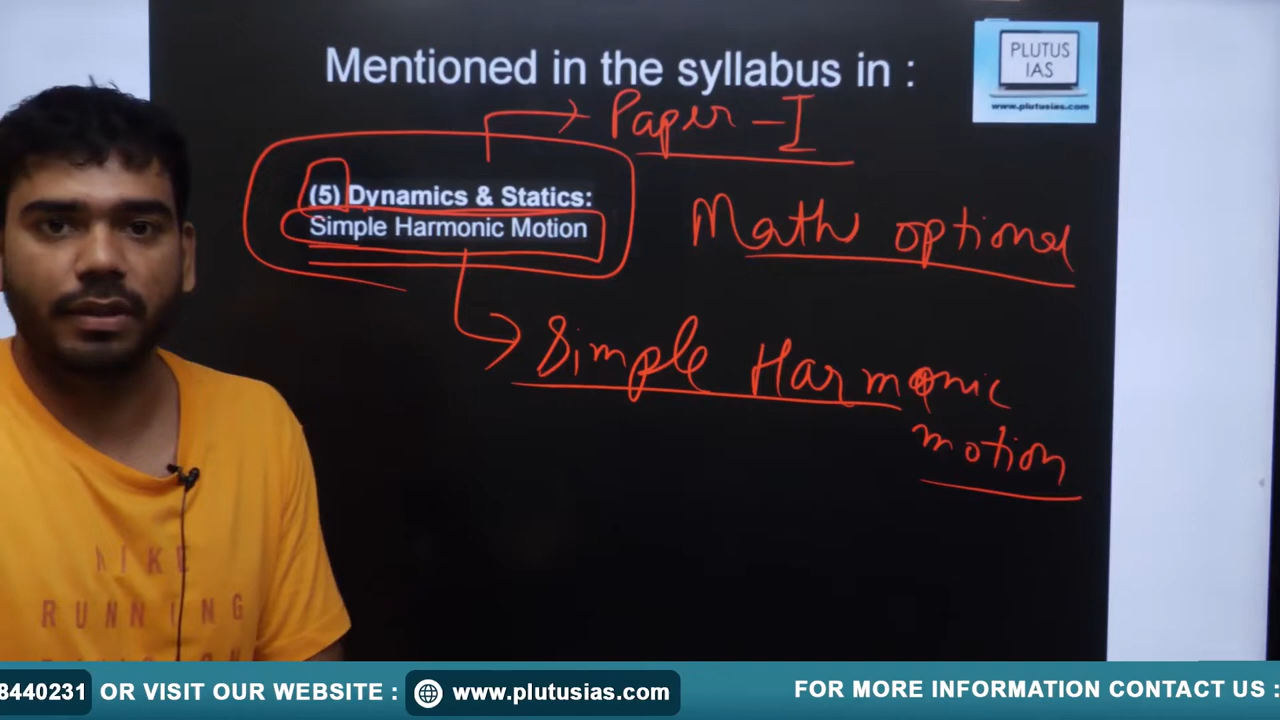 Mentioned in the syllabus in :
PLUTUS
IAS
www.plutusias.com
Paper - I
(5) Dynamics & Statics:
Simple Harmonic Motion
Math optional
Simple Harmonic
motion
NIKE
RUNNING
8440231 OR VISIT OUR WEBSITE : www.plutusias.com FOR MORE INFORMATION CONTACT US :